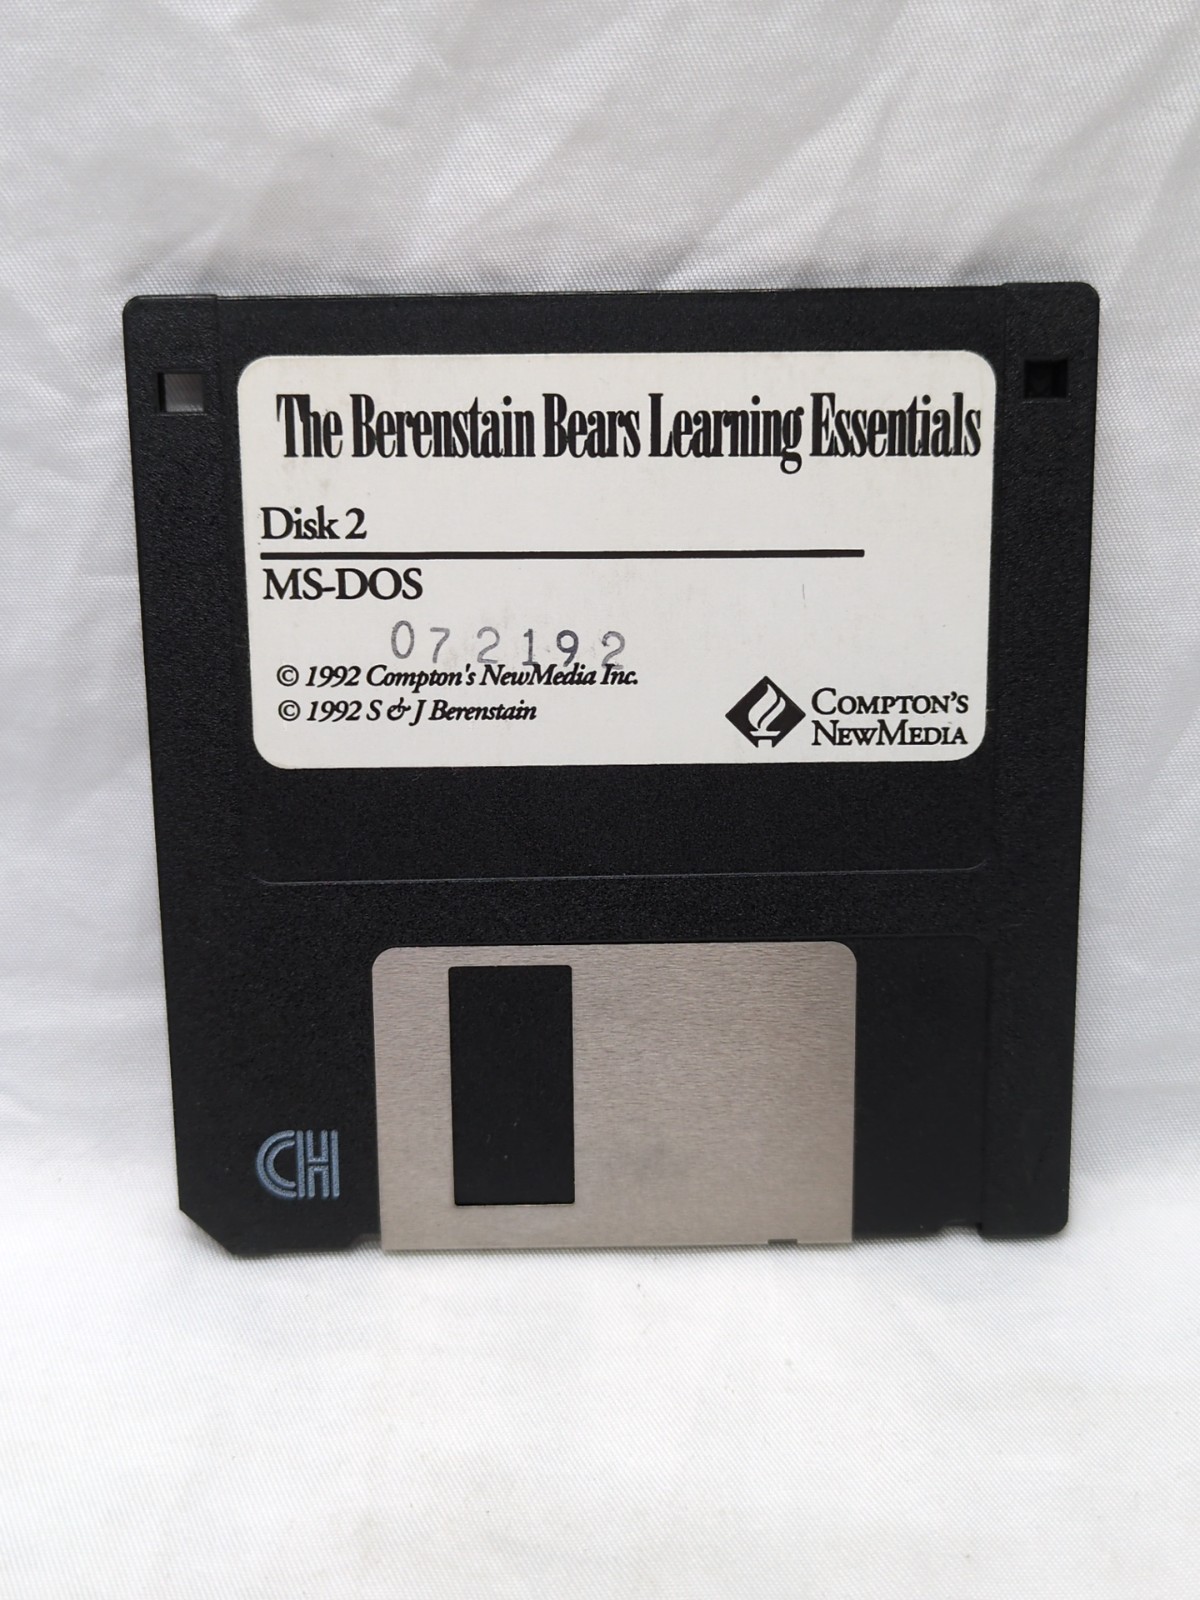 The Berenstain Bears Learning Essentials
Disk 2
MS-DOS
072192
© 1992 Compton's NewMedia Inc.
© 1992 S & J Berenstain
COMPTON'S
NEWMEDIA
CH